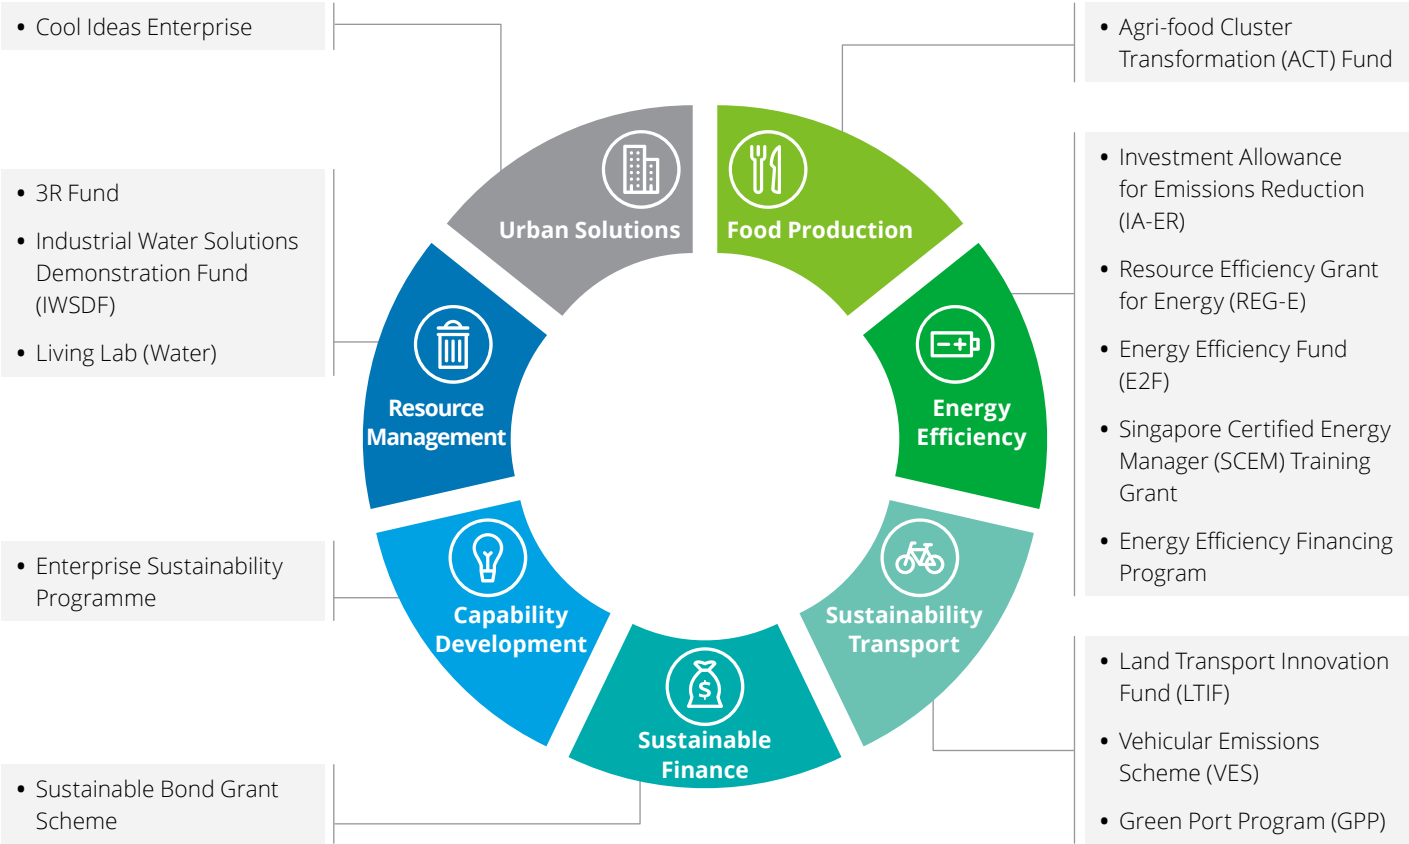 • Cool Ideas Enterprise
• 3R Fund
• Industrial Water Solutions
Demonstration Fund
(IWSDF)
• Living Lab (Water)
• Enterprise Sustainability
Programme
• Sustainable Bond Grant
Scheme
Urban Solutions
Food Production
Resource
Management
Energy
Efficiency
Capability
Development
Sustainability
Transport
$
Sustainable
Finance
• Agri-food Cluster
Transformation (ACT) Fund
• Investment Allowance
for Emissions Reduction
(IA-ER)
• Resource Efficiency Grant
for Energy (REG-E)
• Energy Efficiency Fund
(E2F)
• Singapore Certified Energy
Manager (SCEM) Training
Grant
• Energy Efficiency Financing
Program
• Land Transport Innovation
Fund (LTIF)
• Vehicular Emissions
Scheme (VES)
• Green Port Program (GPP)